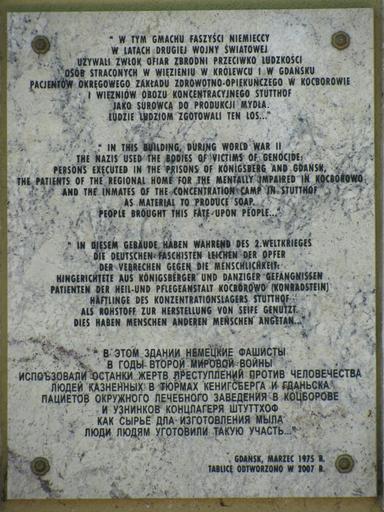 " W TYM GMACHU FASZYŚCI NIEMIECCY
W LATACH DRUGIEJ WOJNY ŚWIATOWEJ
UŻYWALI ZWŁOK OFIAR ZBRODNI PRZECIWKO LUDZKOŚCI
OSÓB STRACONYCH W WIĘZIENIU W KRÓLEWCU I W GDAŃSKU
PACJENTÓW OKRĘGOWEGO ZAKŁADU ZDROWOTNO-OPIEKUŃCZEGO W KOCBOROWIE
I WIĘŹNIÓW OBOZU KONCENTRACYJNEGO STUTTHOF
JAKO SUROWCA DO PRODUKCJI MYDŁA.
LUDZIE LUDZIOM ZGOTOWALI TEN LOS..."
" IN THIS BUILDING, DURING WORLD WAR II
THE NAZIS USED THE BODIES OF VICTIMS OF GENOCIDE:
PERSONS EXECUTED IN THE PRISONS OF KÖNIGSBERG AND GDAŃSK,
THE PATIENTS OF THE REGIONAL HOME FOR THE MENTALLY IMPAIRED IN KOCBOROWO
AND THE INMATES OF THE CONCENTRATION CAMP IN STUTTHOF
AS MATERIAL TO PRODUCE SOAP.
PEOPLE BROUGHT THIS FATE UPON PEOPLE..."
" IN DIESEM GEBÄUDE HABEN WÄHREND DES 2.WELTKRIEGES
DIE DEUTSCHEN FASCHISTEN LEICHEN DER OPFER
DER VEBRECHEN GEGEN DIE MENSCHLICHKEIT:
HINGERICHTETE AUS KÖNIGSBERGER UND DANZIGER GEFÄNGNISSEN
PATIENTEN DER HEIL-UND PFLEGEANSTALT KOCBOROWO (KONRADSTEIN)
HÄFTLINGE DES KONZENTRATIONSLAGERS STUTTHOF
ALS ROHSTOFF ZUR HERSTELLUNG VON SEIFE GENUTZT.
DIES HABEN MENSCHEN ANDEREN MENSCHEN ANGETAN..."
" В ЭТОМ ЗДАНИИ НЕМЕЦКИЕ ФАШИСТЫ
В ГОДЫ ВТОРОЙ МИРОВОЙ ВОЙНЫ
ИСПОЪЗОВАЛИ ОСТАНКИ ЖЕРТВ ЯРЕСТУПЛЕНИЙ ПРОТИВ ЧЕЛОВЕЧЕСТВА
ЛЮДЕЙ КАЗНЕННЫХ В ТЮРМАХ КЕНИГСБЕРГА И ГДАНЬСКА
ПАЦИЕТОВ ОКРУЖНОГО ЛЕЧЕБНОГО ЗАВЕДЕНИЯ В КОЦБОРОВЕ
И УЗНИКОВ КОНЦЛАГЕРЯ ШТУТТХОФ
КАК СЫРЬЕ ДЛА ИЗГОТОВЛЕНИЯ МЫЛА
ЛЮДИ ЛЮДЯМ УГОТОВИЛИ ТАКУЮ УЧАСТЬ..."
GDAŃSK, MARZEC 1975 R.
TABLICĘ ODTWORZONO W 2007 R.